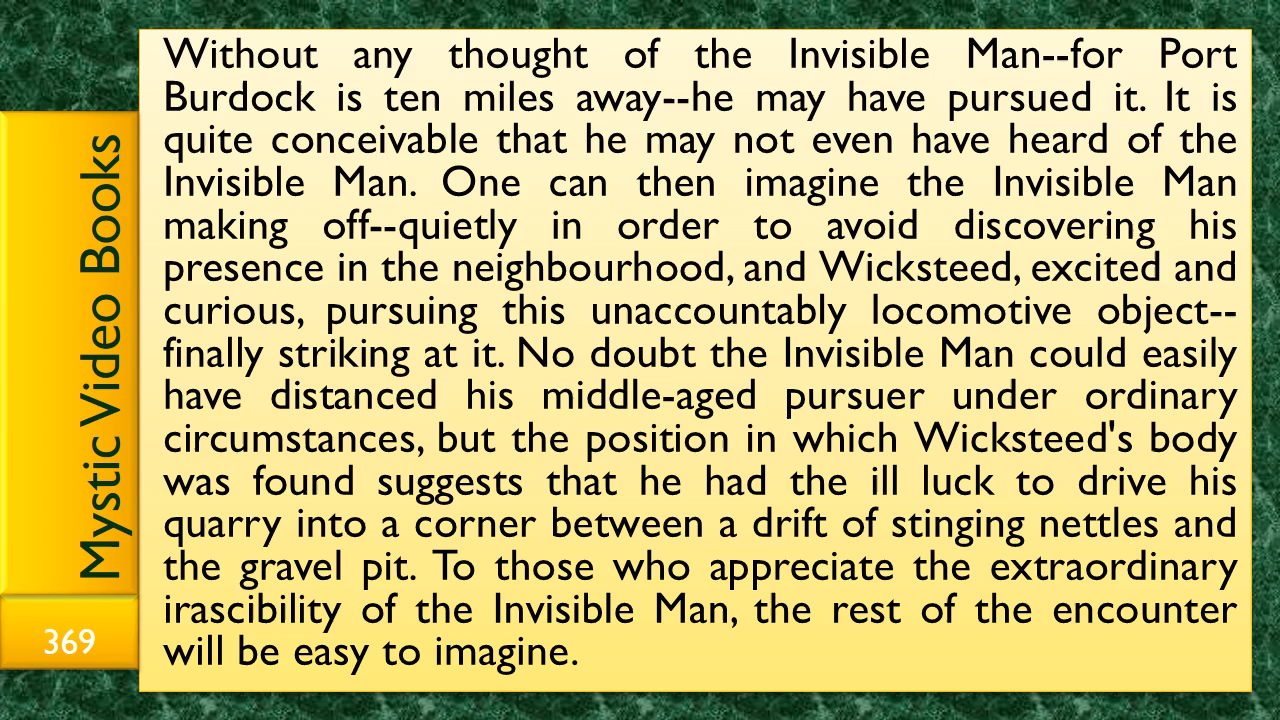 Without any thought of the Invisible Man--for Port
Burdock is ten miles away--he may have pursued it. It is
quite conceivable that he may not even have heard of the
Invisible Man. One can then imagine the Invisible Man
making off--quietly in order to avoid discovering his
presence in the neighbourhood, and Wicksteed, excited and
curious, pursuing this unaccountably locomotive object--
finally striking at it. No doubt the Invisible Man could easily
have distanced his middle-aged pursuer under ordinary
circumstances, but the position in which Wicksteed's body
was found suggests that he had the ill luck to drive his
quarry into a corner between a drift of stinging nettles and
the gravel pit. To those who appreciate the extraordinary
irascibility of the Invisible Man, the rest of the encounter
will be easy to imagine.
Mystic Video Books
369